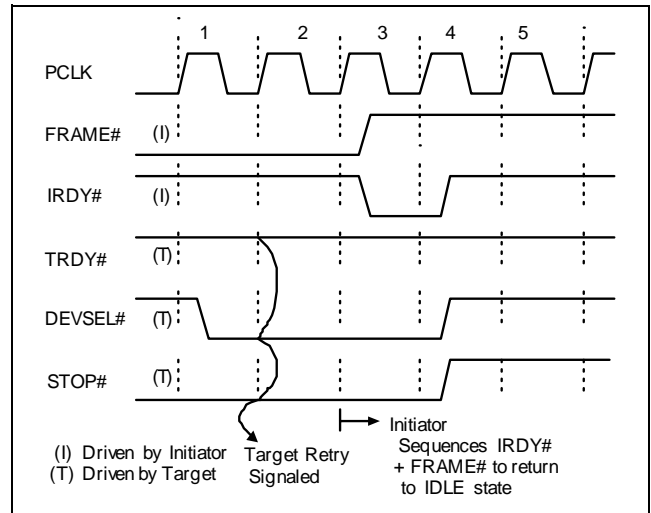 1 2 3 4 5
PCLK
FRAME# (I)
IRDY# (I)
TRDY# (T)
DEVSEL# (T)
STOP# (T)
(I) Driven by Initiator
(T) Driven by Target
Target Retry
Signaled
Initiator
Sequences IRDY#
+ FRAME# to return
to IDLE state